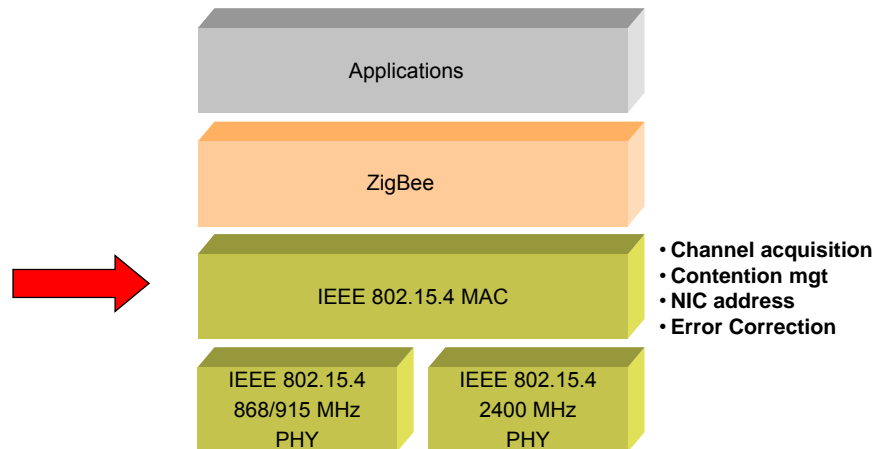 Applications
ZigBee
IEEE 802.15.4 MAC
• Channel acquisition
• Contention mgt
• NIC address
• Error Correction
IEEE 802.15.4
868/915 MHz
PHY
IEEE 802.15.4
2400 MHz
PHY